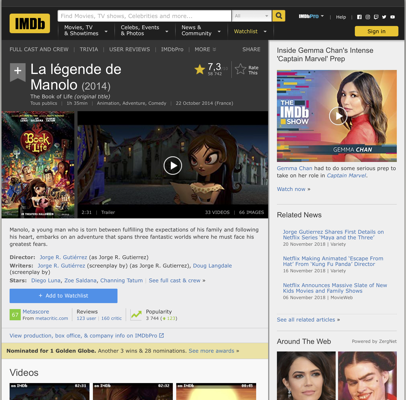 IMDb
Find Movies, TV shows, Celebrities and more...
All
IMDbPro
Help
Movies, TV & Showtimes
Celebs, Events & Photos
News & Community
Watchlist
Sign in
FULL CAST AND CREW | TRIVIA | USER REVIEWS | IMDbPro | MORE
SHARE
La légende de Manolo (2014)
The Book of Life (original title)
Tous publics | 1h 35min | Animation, Adventure, Comedy | 22 October 2014 (France)
7,3
Rate This
Book of Life
2:31 | Trailer
33 VIDEOS | 66 IMAGES
Manolo, a young man who is torn between fulfilling the expectations of his family and following
his heart, embarks on an adventure that spans three fantastic worlds where he must face his
greatest fears.
Director: Jorge R. Gutiérrez (as Jorge R. Gutierrez)
Writers: Jorge R. Gutiérrez (screenplay by) (as Jorge R. Gutierrez), Doug Langdale
(screenplay by)
Stars: Diego Luna, Zoe Saldana, Channing Tatum | See full cast & crew »
+ Add to Watchlist
67 Metascore
From metacritic.com
Reviews
123 user | 160 critic
Popularity
View production, box office, & company info on IMDbPro
Nominated for 1 Golden Globe. Another 3 wins & 28 nominations. See more awards »
Videos
Inside Gemma Chan's Intense
'Captain Marvel' Prep
THE IMDb SHOW
GEMMA CHAN
Gemma Chan had to do some serious prep to
take on her role in Captain Marvel.
Watch now »
Related News
Jorge Gutierrez Shares First Details on
Netflix Series 'Maya and the Three'
20 November 2018 | Variety
Netflix Making Animated 'Escape From
Hat' From 'Kung Fu Panda' Director
16 November 2018 | Variety
Netflix Announces Massive Slate of New
Kids Movies and Family Shows
06 November 2018 | MovieWeb
See all related articles »
Around The Web
Powered by ZergNet